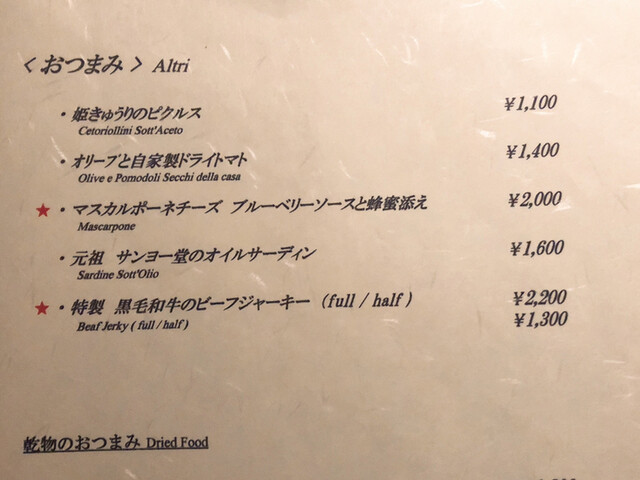 ＜おつまみ＞ Altri
・姫きゅうりのピクルス ￥1,100
Cetoriollini Sott'Aceto
・オリーブと自家製ドライトマト ￥1,400
Olive e Pomodoli Secchi della casa
★・マスカルポーネチーズ ブルーベリーソースと蜂蜜添え ￥2,000
Mascarpone
・元祖 サンヨー堂のオイルサーディン ￥1,600
Sardine Sott'Olio
★・特製 黒毛和牛のビーフジャーキー (full / half) ￥2,200
￥1,300
Beaf Jerky ( full / half )
乾物のおつまみ Dried Food